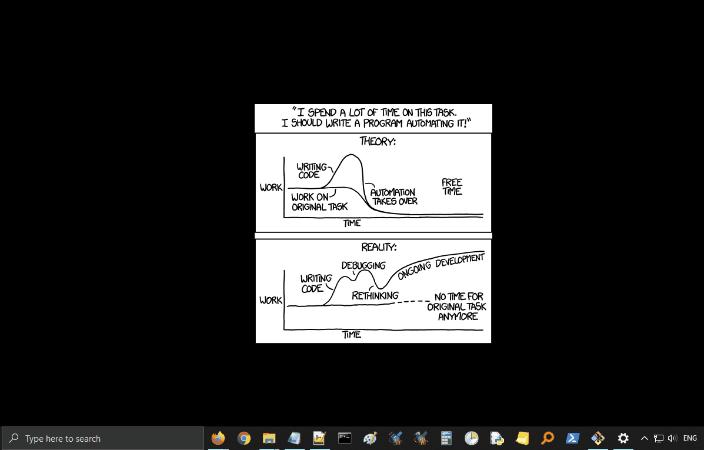 "I SPEND A LOT OF TIME ON THIS TASK.
I SHOULD WRITE A PROGRAM AUTOMATING IT!"
THEORY:
WRITING
CODE
WORK
WORK ON
ORIGINAL TASK
AUTOMATION
TAKES OVER
FREE
TIME
TIME
REALITY:
WRITING
CODE
DEBUGGING
RETHINKING
ONGOING DEVELOPMENT
WORK
NO TIME FOR
ORIGINAL TASK
ANYMORE
TIME
Type here to search
ENG